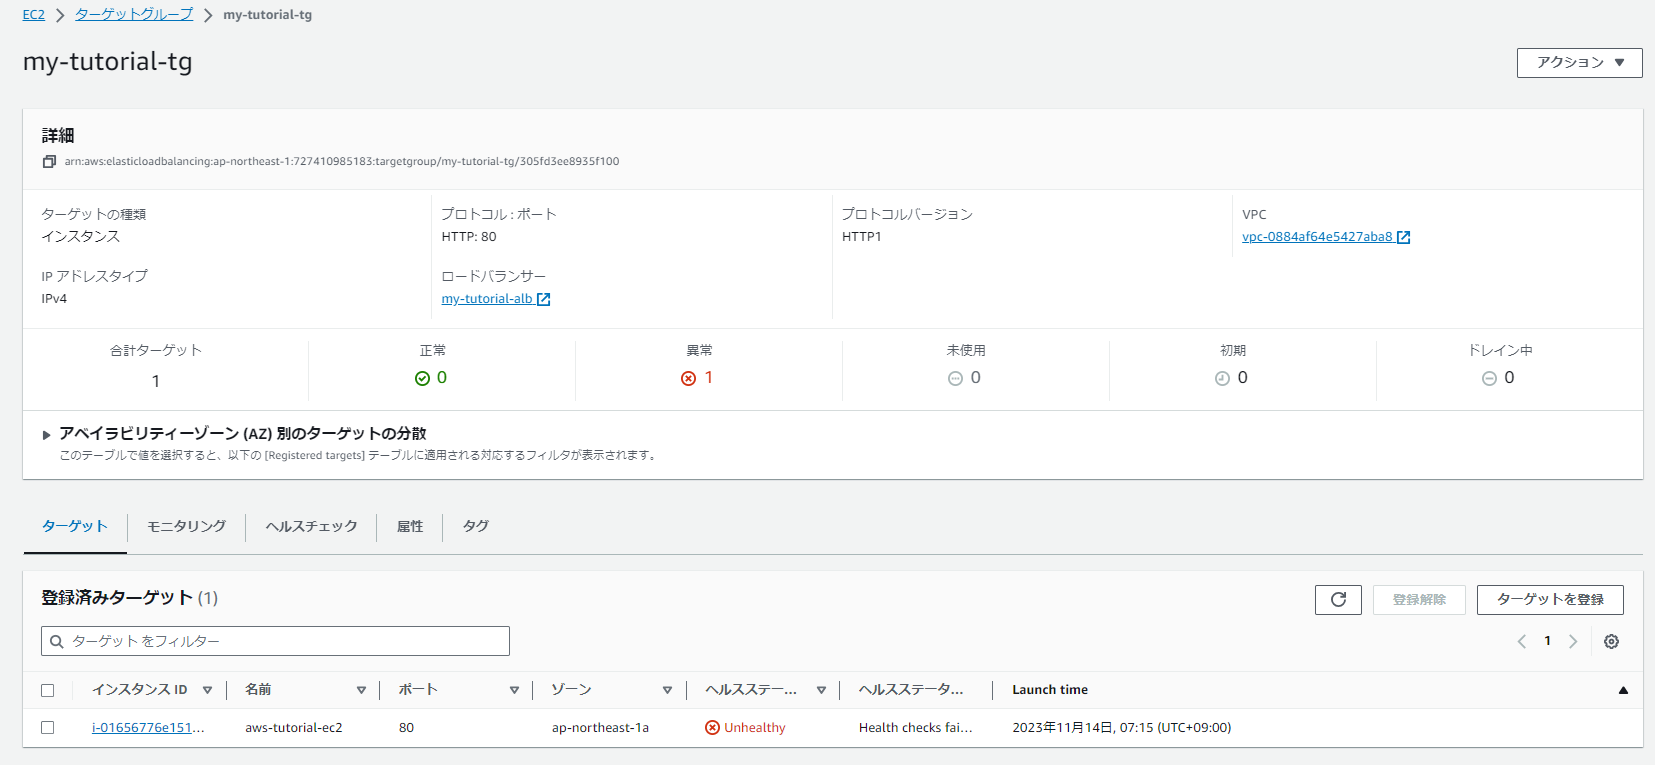 EC2 > ターゲットグループ > my-tutorial-tg
my-tutorial-tg
アクション ▼
詳細
arn:aws:elasticloadbalancing:ap-northeast-1:727410985183:targetgroup/my-tutorial-tg/305fd3ee8935f100
ターゲットの種類
インスタンス
プロトコル : ポート
HTTP: 80
プロトコルバージョン
HTTP1
VPC
vpc-0884af64e5427aba8
IP アドレスタイプ
IPv4
ロードバランサー
my-tutorial-alb
合計ターゲット
1
正常
0
異常
1
未使用
0
初期
0
ドレイン中
0
アベイラビリティーゾーン (AZ) 別のターゲットの分散
このテーブルで値を選択すると、以下の [Registered targets] テーブルに適用される対応するフィルタが表示されます。
ターゲット モニタリング ヘルスチェック 属性 タグ
登録済みターゲット (1)
登録解除 ターゲットを登録
ターゲット をフィルター
1
インスタンス ID 名前 ポート ゾーン ヘルスステー... ヘルスステータ... Launch time
i-01656776e151... aws-tutorial-ec2 80 ap-northeast-1a Unhealthy Health checks fai... 2023年11月14日, 07:15 (UTC+09:00)